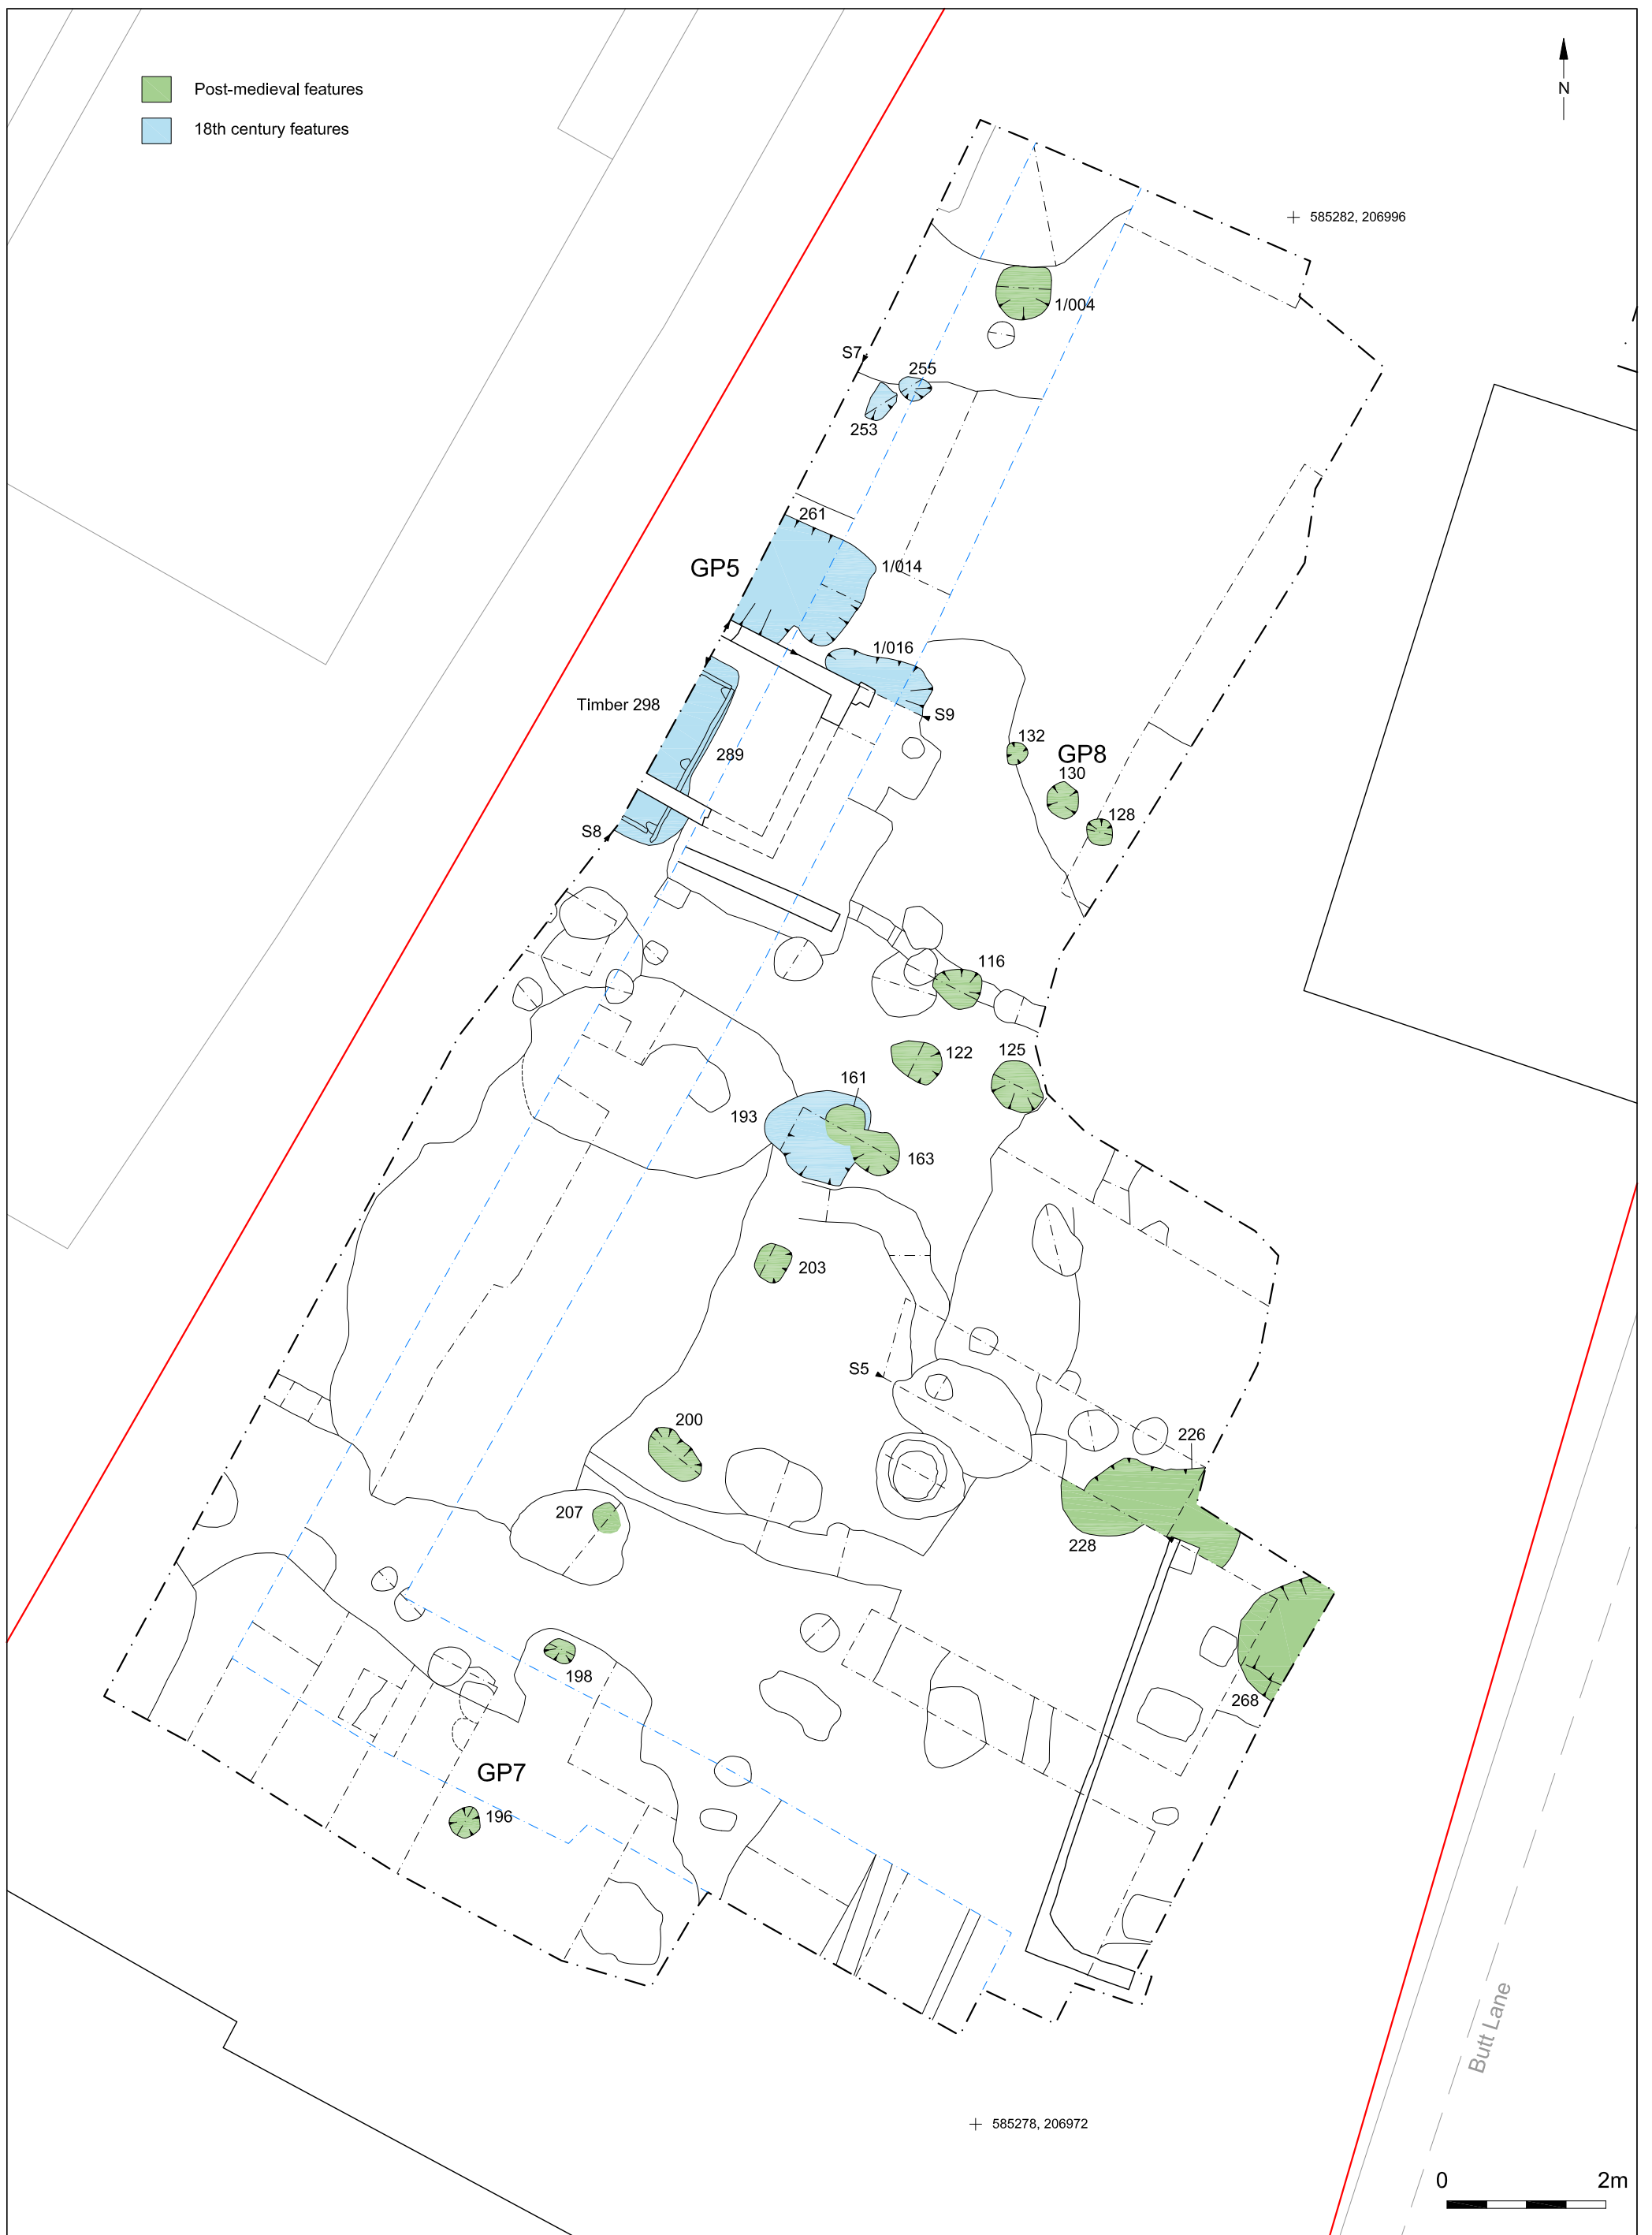 Post-medieval features
18th century features
N
585282, 206996
1/004
S7
255
253
261
GP5
1/014
1/016
Timber 298
S9
289
132
GP8
130
128
S8
116
122
125
161
193
163
203
S5
200
226
207
228
198
268
GP7
196
Butt Lane
585278, 206972
0 2m